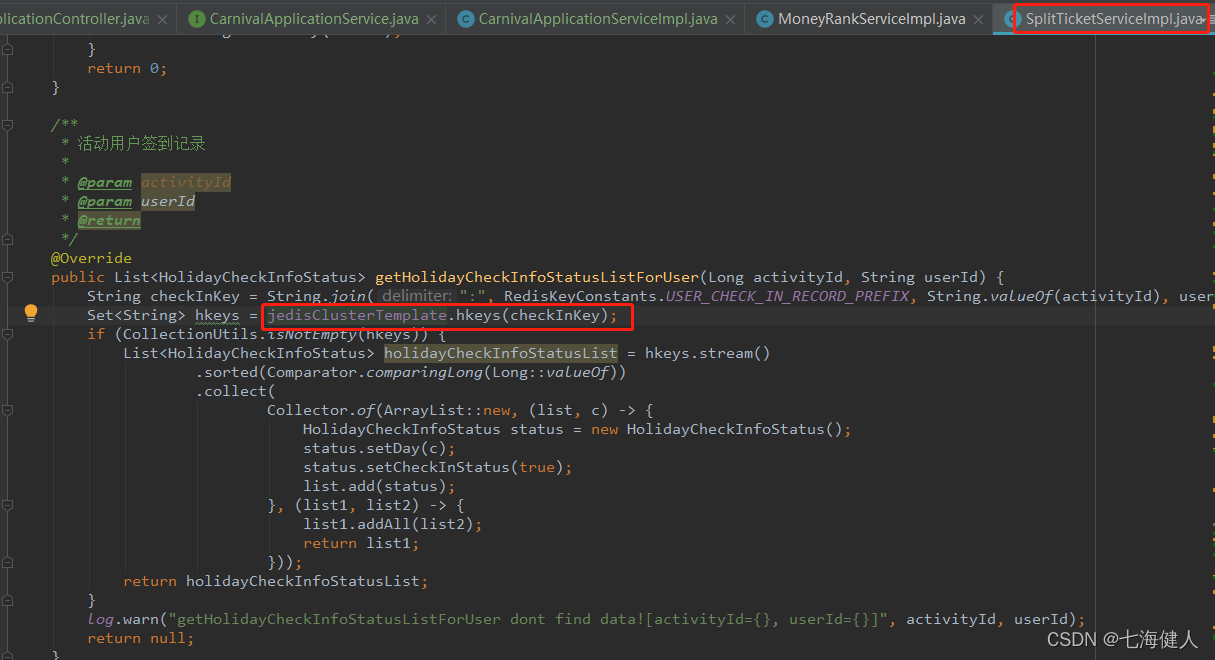 plicationController.java × I CarnivalApplicationService.java × C CarnivalApplicationServiceImpl.java × C MoneyRankServiceImpl.java × C SplitTicketServiceImpl.java
}
return 0;
}
/**
* 活动用户签到记录
*
* @param activityId
* @param userId
* @return
*/
@Override
public List<HolidayCheckInfoStatus> getHolidayCheckInfoStatusListForUser(Long activityId, String userId) {
String checkInKey = String.join( delimiter: ":", RedisKeyConstants.USER_CHECK_IN_RECORD_PREFIX, String.valueOf(activityId), user
Set<String> hkeys = jedisClusterTemplate.hkeys(checkInKey);
if (CollectionUtils.isNotEmpty(hkeys)) {
List<HolidayCheckInfoStatus> holidayCheckInfoStatusList = hkeys.stream()
.sorted(Comparator.comparingLong(Long::valueOf))
.collect(
Collector.of(ArrayList::new, (list, c) -> {
HolidayCheckInfoStatus status = new HolidayCheckInfoStatus();
status.setDay(c);
status.setCheckInStatus(true);
list.add(status);
}, (list1, list2) -> {
list1.addAll(list2);
return list1;
}));
return holidayCheckInfoStatusList;
}
log.warn("getHolidayCheckInfoStatusListForUser dont find data![activityId={}, userId={}]", activityId, userId);
return null;
}
CSDN @七海健人